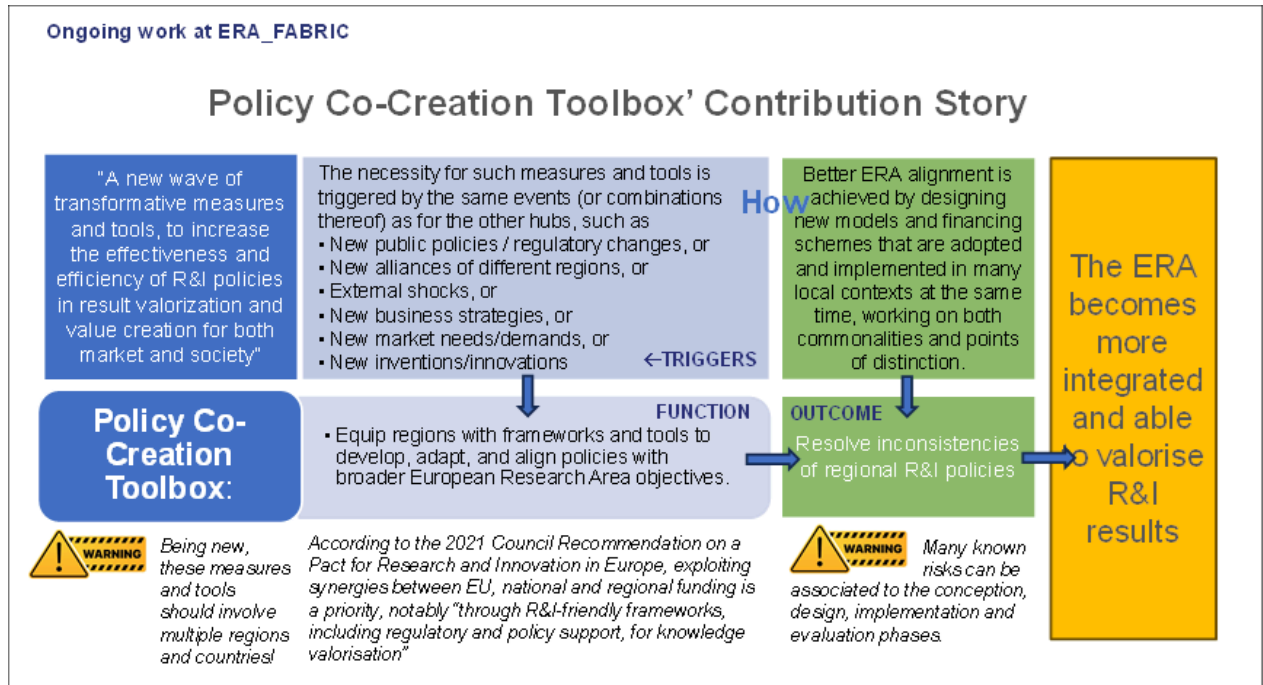 Ongoing work at ERA_FABRIC
Policy Co-Creation Toolbox' Contribution Story
"A new wave of
transformative measures
and tools, to increase
the effectiveness and
efficiency of R&I policies
in result valorization and
value creation for both
market and society"
The necessity for such measures and tools is
triggered by the same events (or combinations
thereof) as for the other hubs, such as
▪ New public policies / regulatory changes, or
▪ New alliances of different regions, or
▪ External shocks, or
▪ New business strategies, or
▪ New market needs/demands, or
▪ New inventions/innovations
←TRIGGERS
How
Better ERA alignment is
achieved by designing
new models and financing
schemes that are adopted
and implemented in many
local contexts at the same
time, working on both
commonalities and points
of distinction.
The ERA
becomes
more
integrated
and able
o valorise
R&I
results
Policy Co-
Creation
Toolbox:
FUNCTION
▪ Equip regions with frameworks and tools to
develop, adapt, and align policies with
broader European Research Area objectives.
OUTCOME
Resolve inconsistencies
of regional R&I policies
WARNING
Being new,
these measures
and tools
should involve
multiple regions
and countries!
According to the 2021 Council Recommendation on a
Pact for Research and Innovation in Europe, exploiting
synergies between EU, national and regional funding is
a priority, notably "through R&I-friendly frameworks,
including regulatory and policy support, for knowledge
valorisation"
WARNING
Many known
risks can be
associated to the conception,
design, implementation and
evaluation phases.